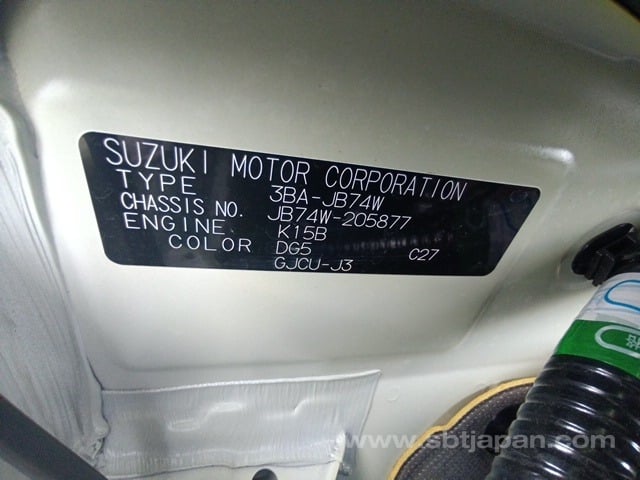 SUZUKI MOTOR CORPORATION
TYPE 3BA-JB74W
CHASSIS NO. JB74W-205877
ENGINE K15B
COLOR DG5 C27
GJCU-J3
www.sbtjapan.com